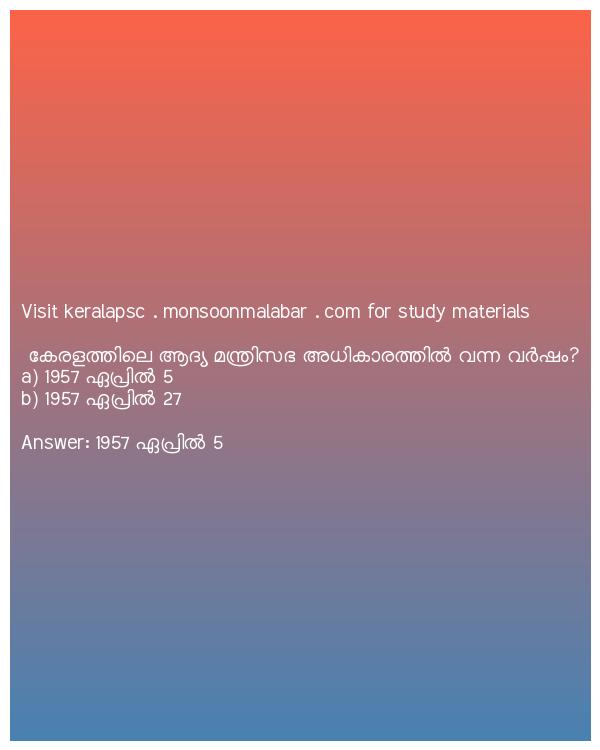 Visit keralapsc . monsoonmalabar . com for study materials
കേരളത്തിലെ ആദ്യ മന്ത്രിസഭ അധികാരത്തിൽ വന്ന വർഷം?
a) 1957 ഏപ്രിൽ 5
b) 1957 ഏപ്രിൽ 27
Answer: 1957 ഏപ്രിൽ 5